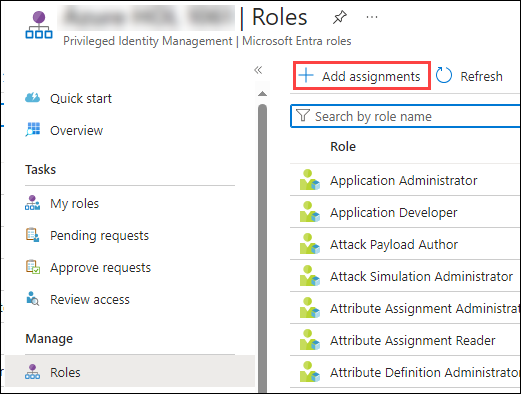 | Roles
...
Privileged Identity Management | Microsoft Entra roles
«
Quick start
Overview
Tasks
My roles
Pending requests
Approve requests
Review access
Manage
Roles
+ Add assignments
Refresh
Search by role name
Role
Application Administrator
Application Developer
Attack Payload Author
Attack Simulation Administrator
Attribute Assignment Administra
Attribute Assignment Reader
Attribute Definition Administrat